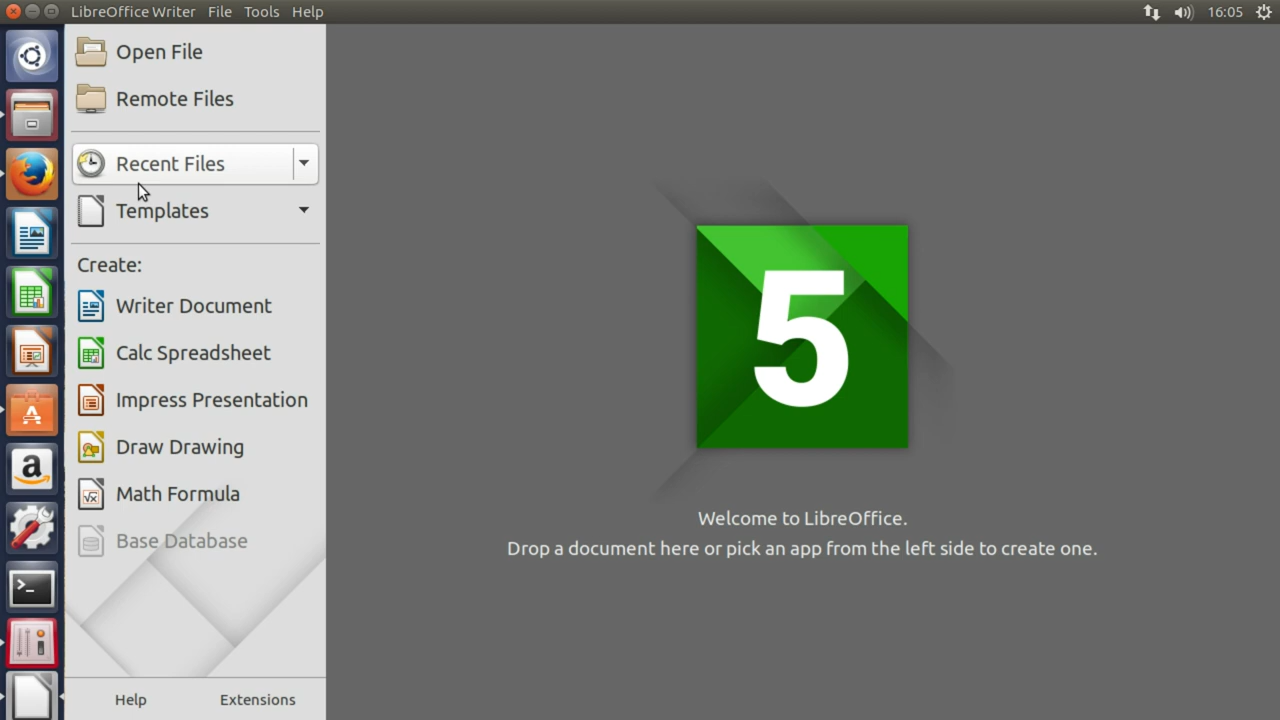 LibreOffice Writer File Tools Help 16:05
Open File
Remote Files
Recent Files
Templates
Create:
Writer Document
Calc Spreadsheet
Impress Presentation
Draw Drawing
Math Formula
Base Database
Help Extensions
5
Welcome to LibreOffice.
Drop a document here or pick an app from the left side to create one.